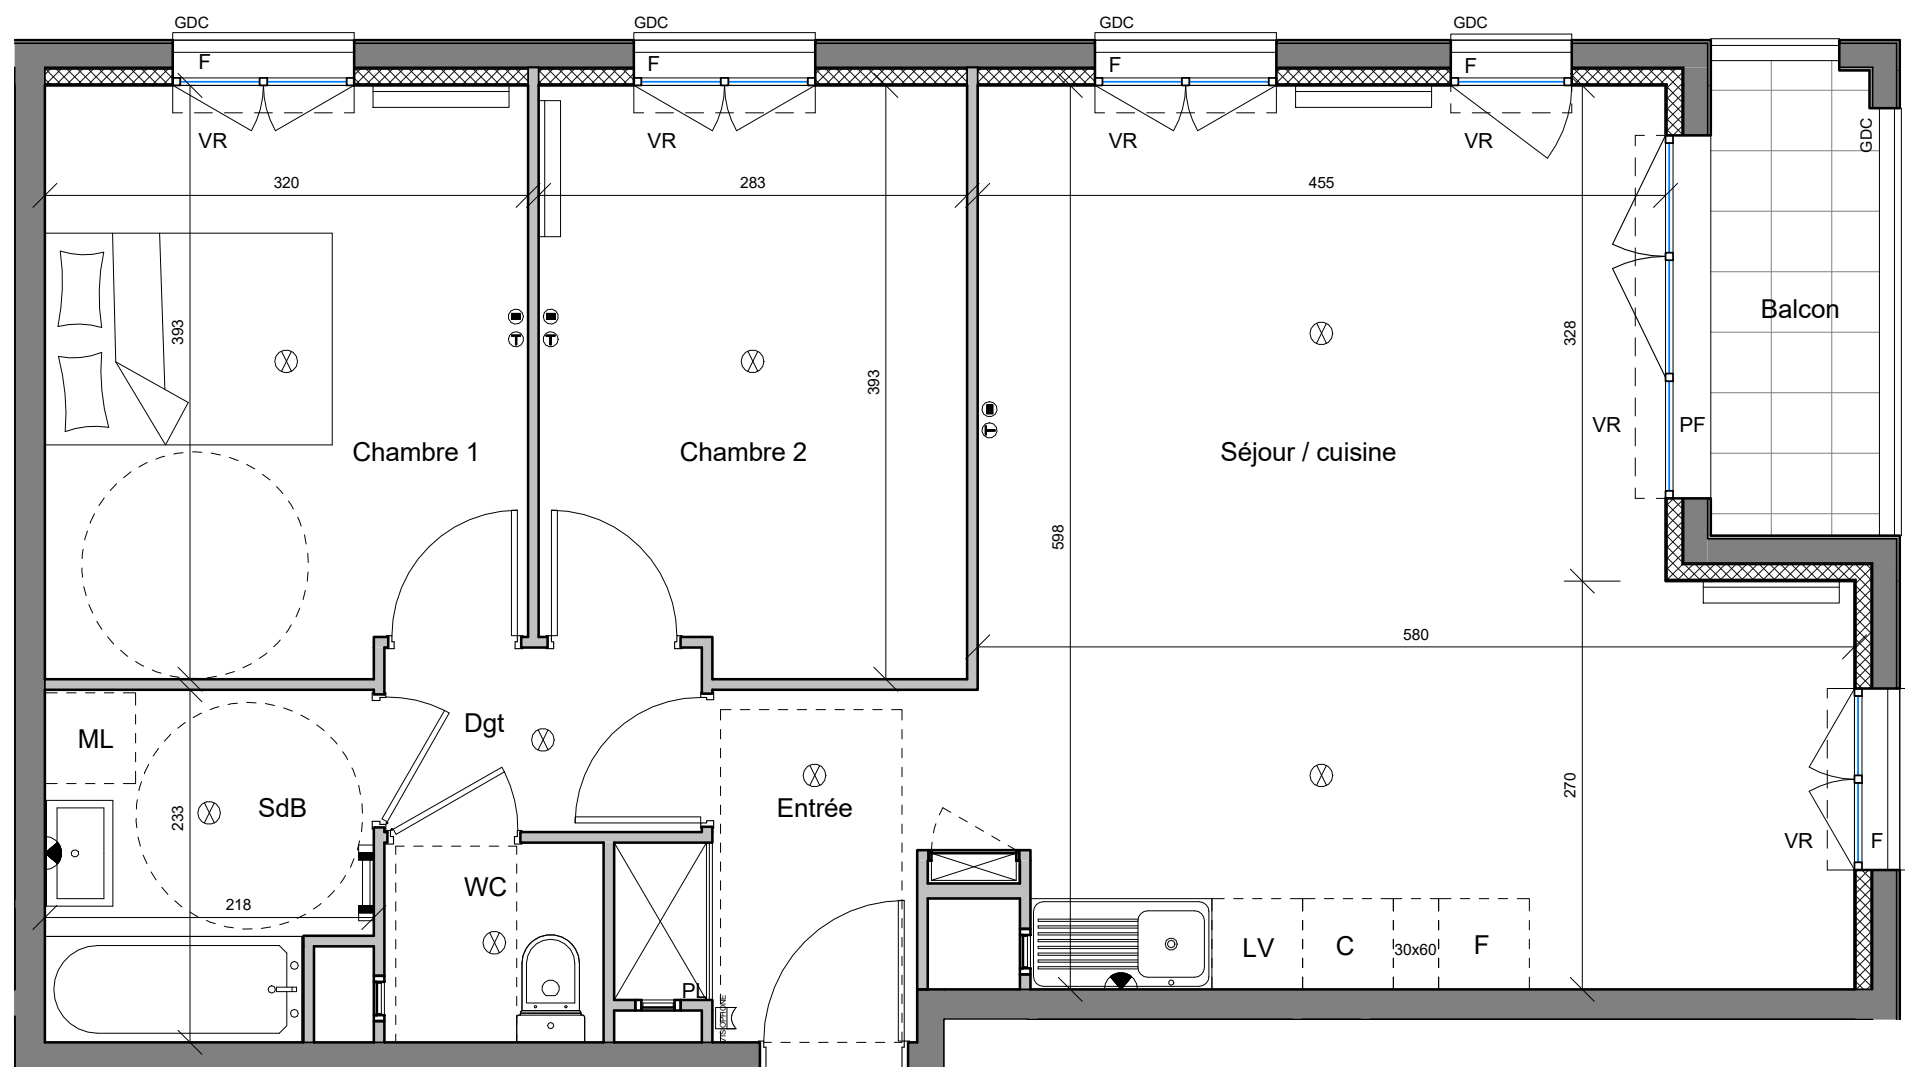 GDC
GDC
GDC
GDC
F
F
F
F
VR
VR
VR
VR
GDC
320
283
455
393
393
328
Balcon
Chambre 1
Chambre 2
Séjour / cuisine
VR
PF
598
580
ML
Dgt
SdB
Entrée
233
270
VR
F
WC
218
LV
C
30x60
F
PL
VISIOPHONE